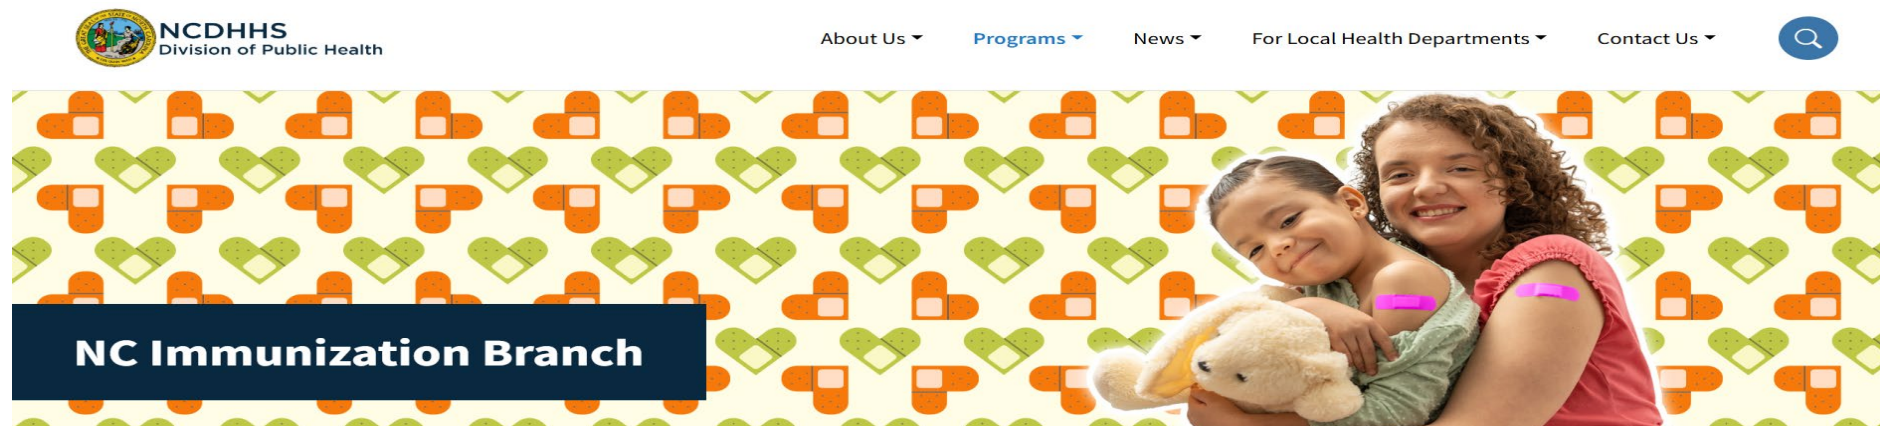 NCDHHS
Division of Public Health
About Us
Programs
News
For Local Health Departments
Contact Us
NC Immunization Branch